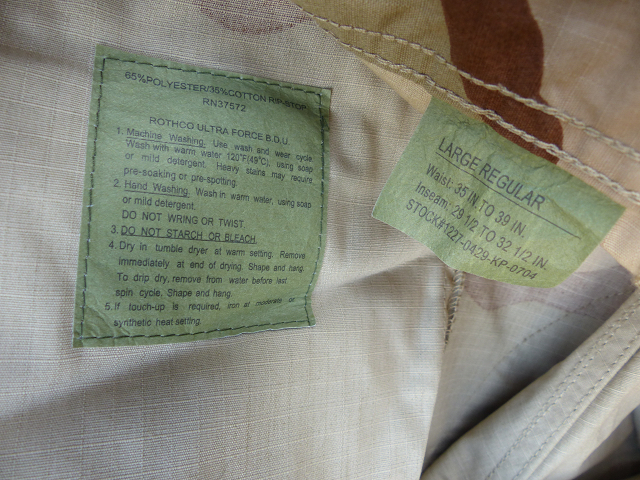 65%POLYESTER/35%COTTON RIP-STOP
RN37572
ROTHCO ULTRA FORCE B.D.U.
1. Machine Washing. Use wash and wear cycle
Wash with warm water 120°F(49°C), using soap
or mild detergent. Heavy stains may require
pre-soaking or pre-spotting.
2. Hand Washing. Wash in warm water, using soap
or mild detergent.
DO NOT WRING OR TWIST.
3. DO NOT STARCH OR BLEACH.
4. Dry in tumble dryer at warm setting. Remove
immediately at end of drying. Shape and hang.
To drip dry, remove from water before last
spin cycle. Shape and hang.
5. If touch-up is required, iron at moderate or
synthetic heat setting.
LARGE REGULAR
Waist: 35 IN.TO 39 IN.
Inseam: 29 1/2 TO 32 1/2 IN.
STOCK#1227-0429-KP-0704